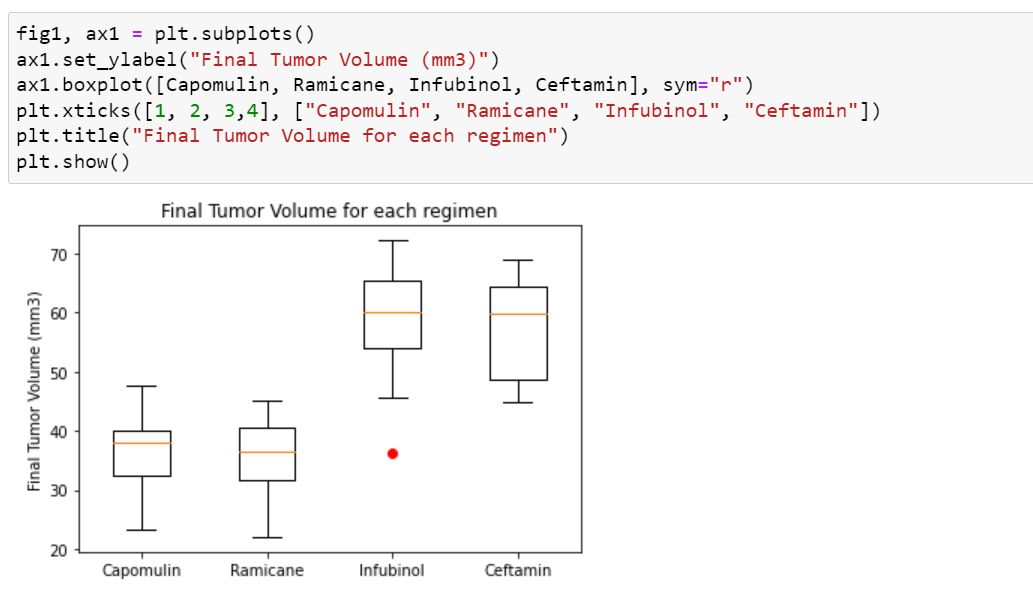 fig1, ax1 = plt.subplots()
ax1.set_ylabel("Final Tumor Volume (mm3)")
ax1.boxplot([Capomulin, Ramicane, Infubinol, Ceftamin], sym="r")
plt.xticks([1, 2, 3,4], ["Capomulin", "Ramicane", "Infubinol", "Ceftamin"])
plt.title("Final Tumor Volume for each regimen")
plt.show()
Final Tumor Volume for each regimen
Final Tumor Volume (mm3)
70
60
50
40
30
20
Capomulin Ramicane Infubinol Ceftamin